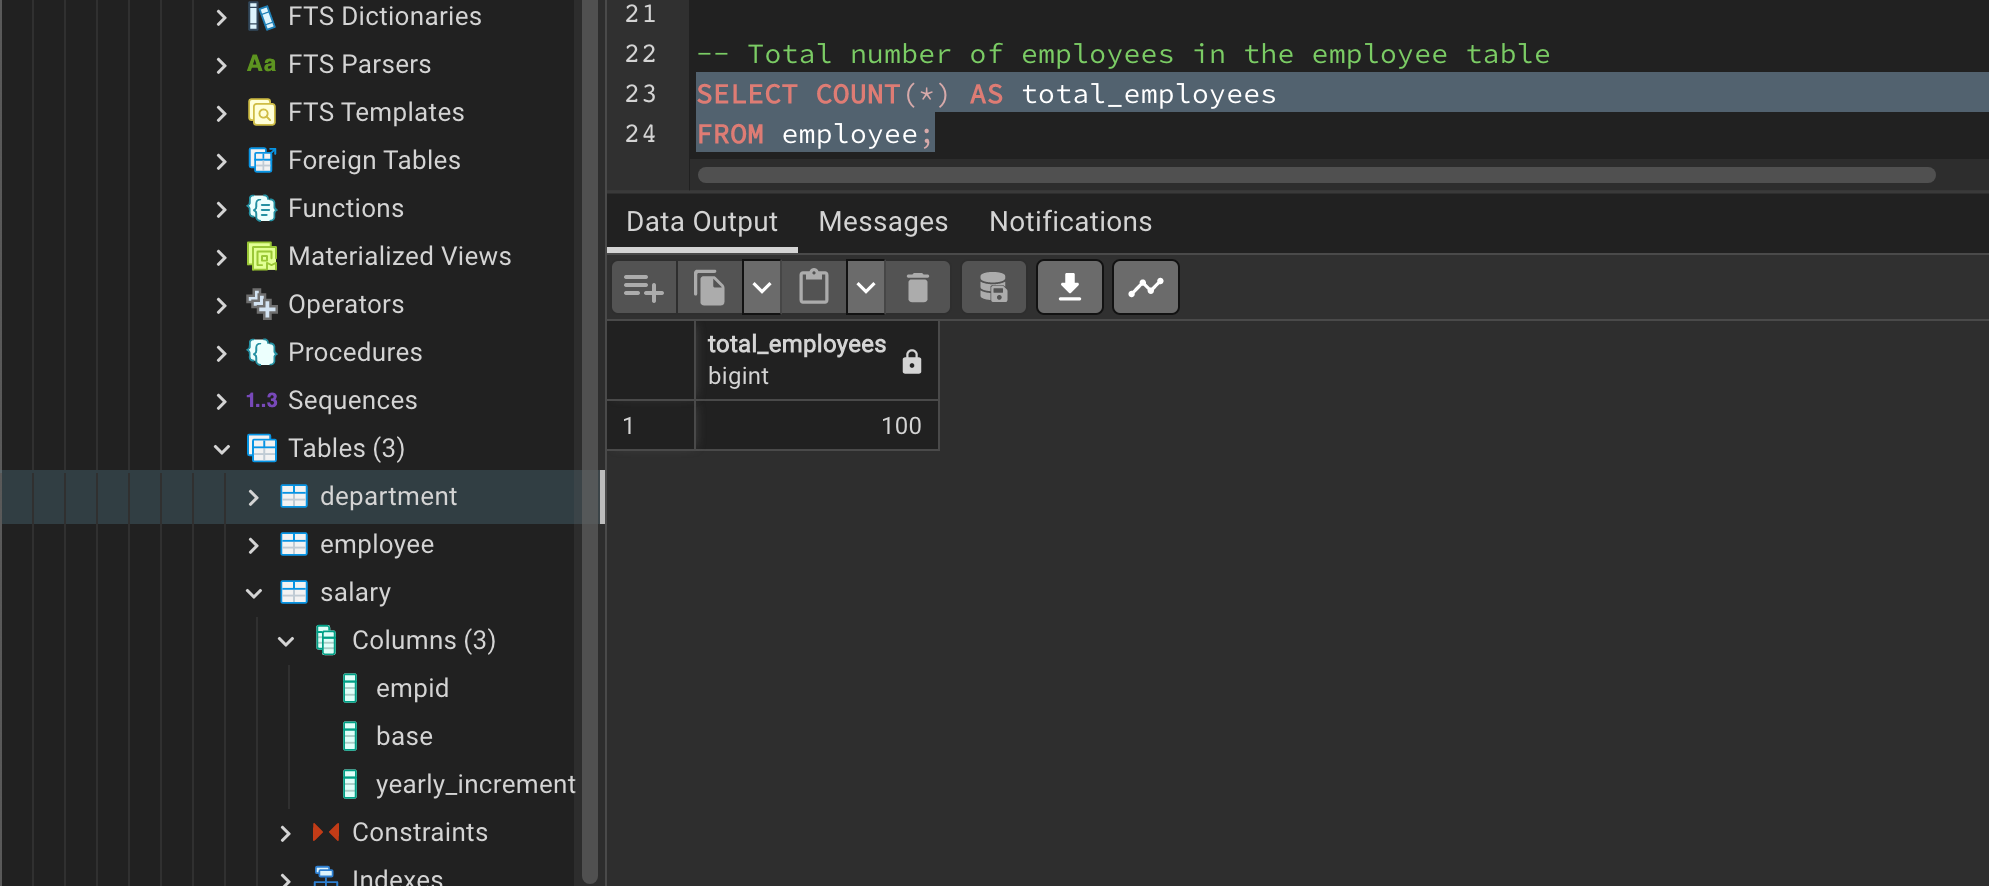 FTS Dictionaries
Aa FTS Parsers
FTS Templates
Foreign Tables
Functions
Materialized Views
Operators
Procedures
1..3 Sequences
Tables (3)
department
employee
salary
Columns (3)
empid
base
yearly_increment
Constraints
Indexes
21
22 -- Total number of employees in the employee table
23 SELECT COUNT(*) AS total_employees
24 FROM employee;
Data Output Messages Notifications
total_employees
bigint
1 100